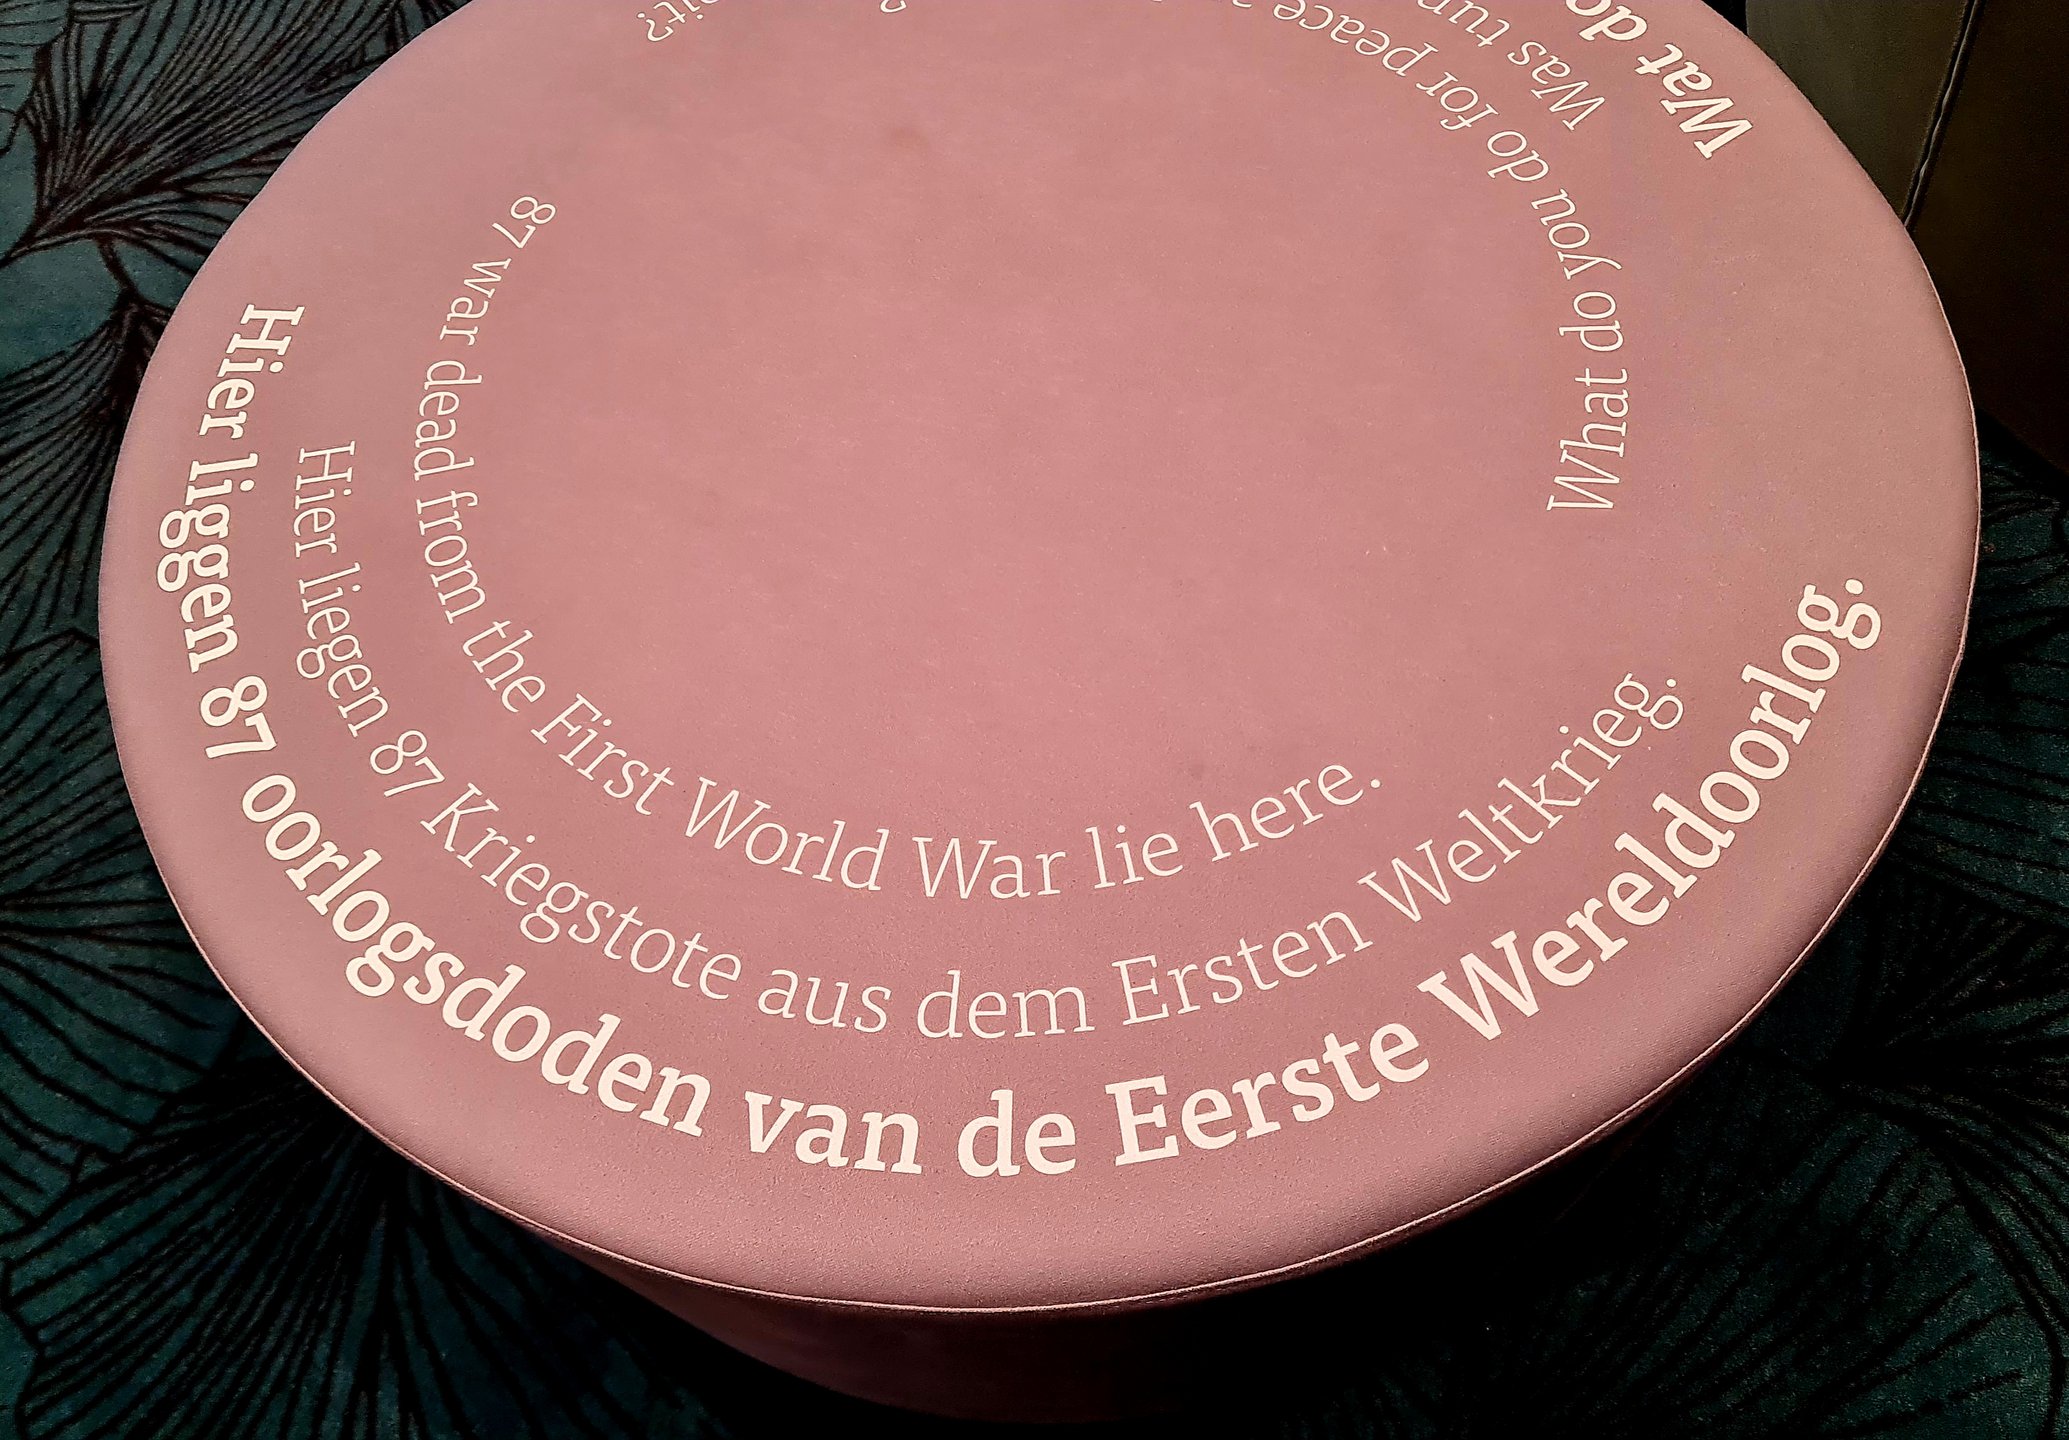 Hier liggen 87 oorlogsdoden van de Eerste Wereldoorlog.
Hier liegen 87 Kriegstote aus dem Ersten Weltkrieg.
87 war dead from the First World War lie here.
Wat do
Was tun
What do you do for peace